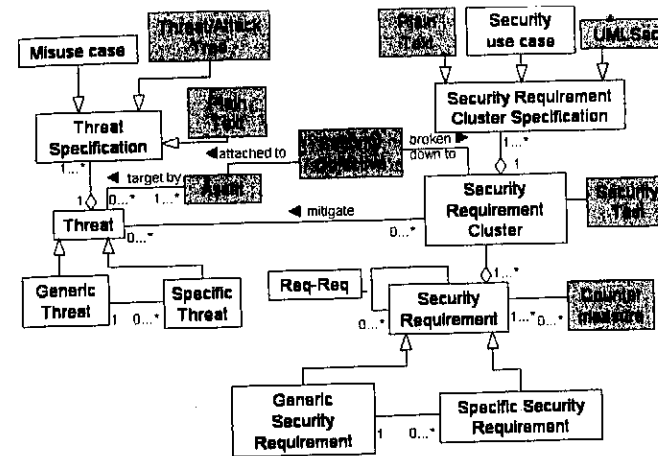 Misuse case
Threat/Attack
Tree
Plain
Text
Security
use case
UMLSec
Threat
Specification
Plain
Text
Security Requirement
Cluster Specification
1...*
attached to
broken
down to
1...*
1
target by
Asset
1
0...*
1...*
Threat
0...*
mitigate
0...*
Security
Requirement
Cluster
Security
Test
Generic
Threat
1
0...*
Specific
Threat
Req-Req
0...*
1...*
Security
Requirement
1...*
0...*
Counter
measure
Generic
Security
Requirement
1
0...*
Specific Security
Requirement